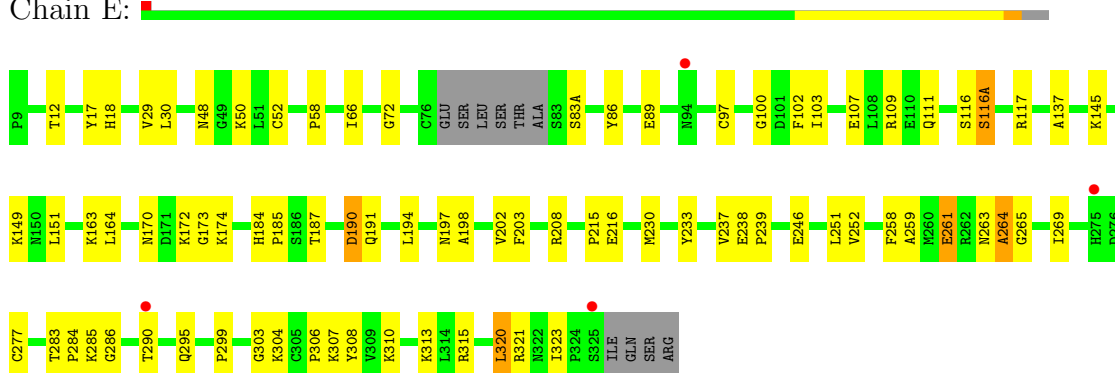 Chain E:
P9 T12 Y17 H18 V29 L30 N48 G49 K50 L51 C52 P58 I66 G72 C76 GLU SER LEU SER THR ALA S83 S83A Y86 E89 N94 C97 G100 D101 F102 I103 E107 L108 R109 E110 Q111 S116 S116A R117 A137 K145
K149 N150 L151 K163 L164 N170 D171 K172 G173 K174 H184 P185 S186 T187 D190 Q191 L194 N197 A198 V202 F203 R208 P215 E216 M230 Y233 V237 E238 P239 E246 L251 V252 F258 A259 M260 E261 R262 N263 A264 G265 I269 H275 D276
C277 T283 P284 K285 G286 T290 Q295 P299 G303 K304 C305 P306 K307 Y308 V309 K310 K313 L314 R315 L320 R321 N322 I323 P324 S325 ILE GLN SER ARG